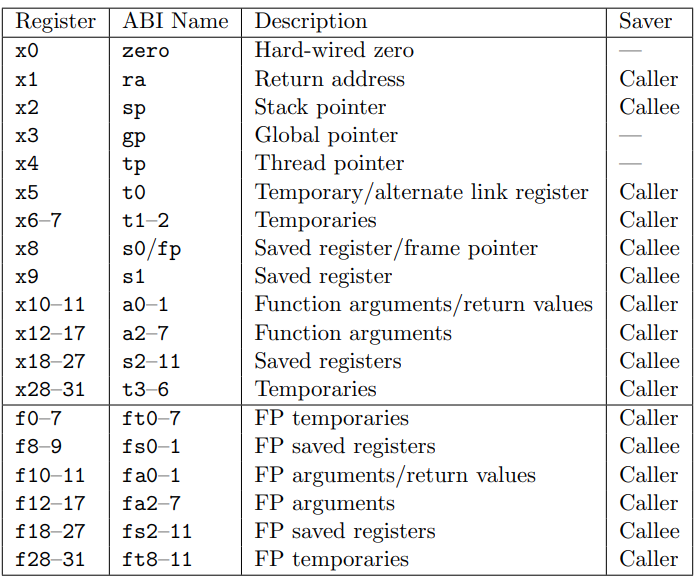 Register ABI Name Description Saver
x0 zero Hard-wired zero —
x1 ra Return address Caller
x2 sp Stack pointer Callee
x3 gp Global pointer —
x4 tp Thread pointer —
x5 t0 Temporary/alternate link register Caller
x6–7 t1–2 Temporaries Caller
x8 s0/fp Saved register/frame pointer Callee
x9 s1 Saved register Callee
x10–11 a0–1 Function arguments/return values Caller
x12–17 a2–7 Function arguments Caller
x18–27 s2–11 Saved registers Callee
x28–31 t3–6 Temporaries Caller
f0–7 ft0–7 FP temporaries Caller
f8–9 fs0–1 FP saved registers Callee
f10–11 fa0–1 FP arguments/return values Caller
f12–17 fa2–7 FP arguments Caller
f18–27 fs2–11 FP saved registers Callee
f28–31 ft8–11 FP temporaries Caller